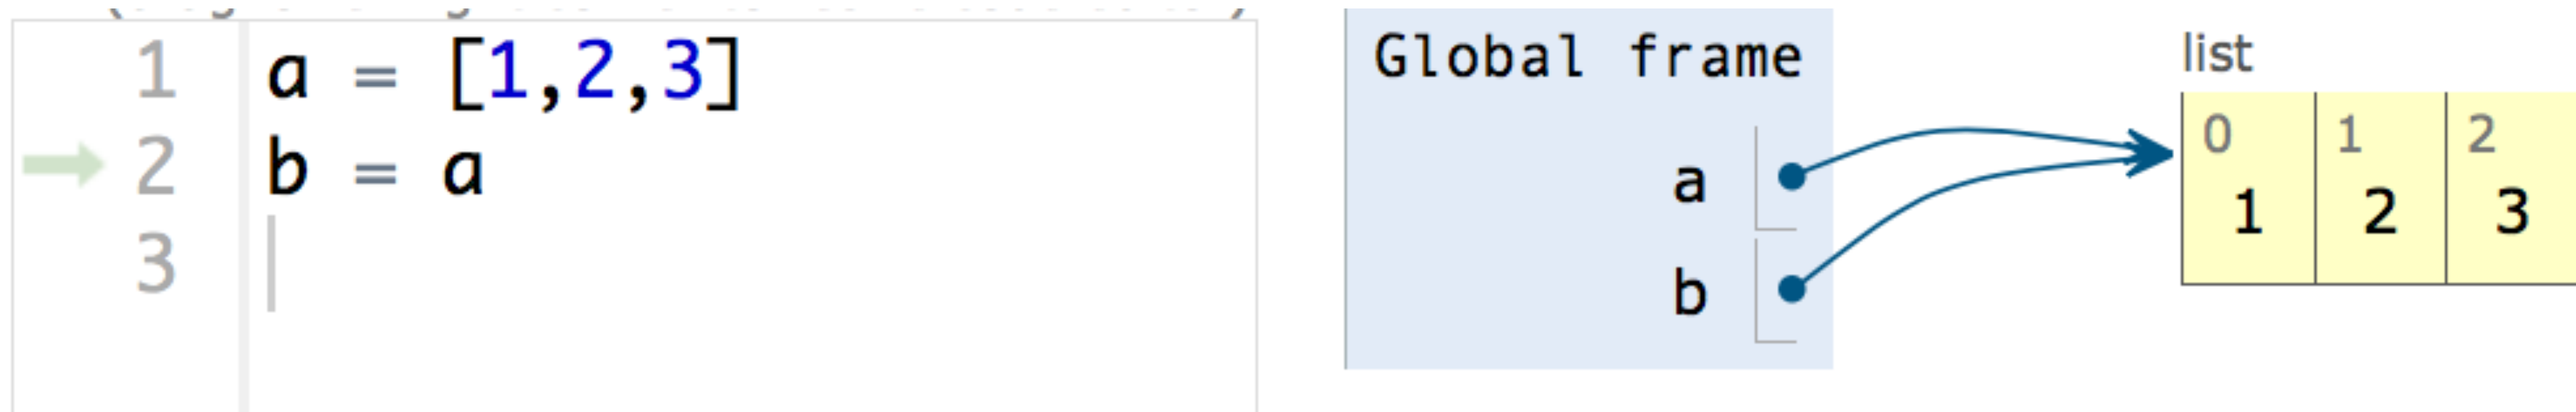 1 a = [1,2,3]
2 b = a
3
Global frame
a
b
list
0 1 2
1 2 3